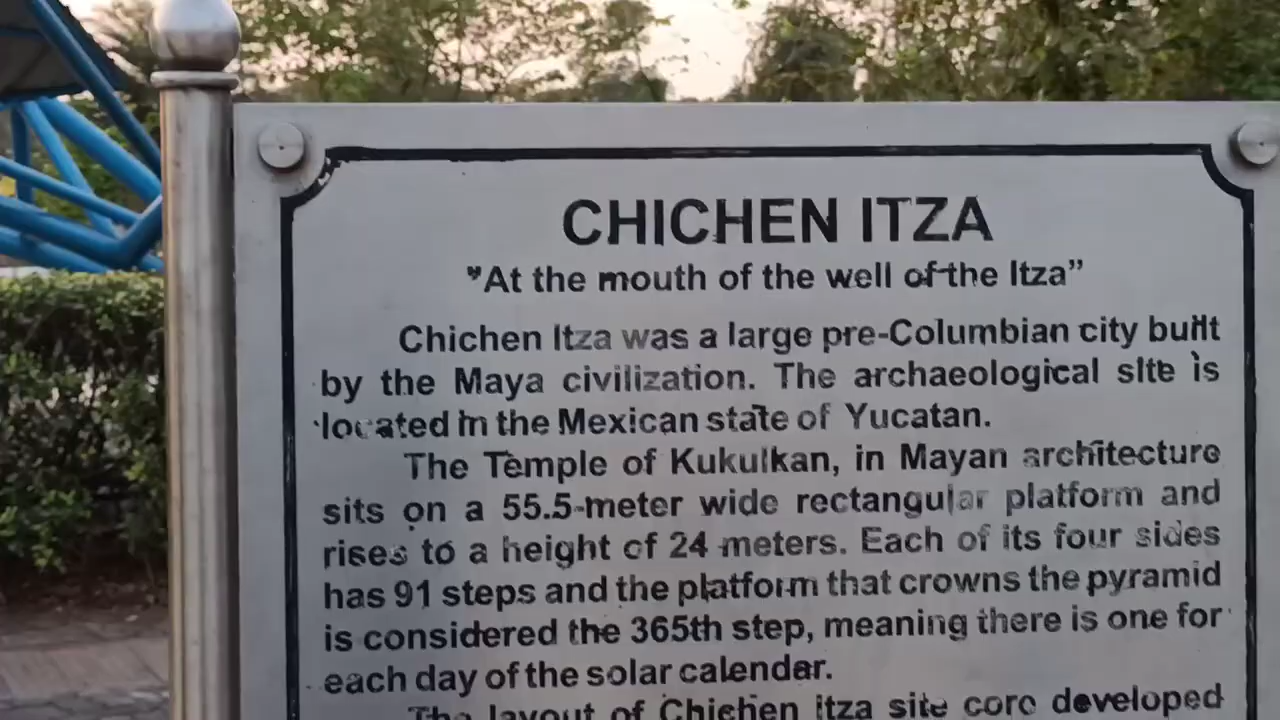 CHICHEN ITZA
"At the mouth of the well of the Itza”
Chichen Itza was a large pre-Columbian city built
by the Maya civilization. The archaeological site is
located in the Mexican state of Yucatan.
The Temple of Kukulkan, in Mayan architecture
sits on a 55.5-meter wide rectangular platform and
rises to a height of 24 meters. Each of its four sides
has 91 steps and the platform that crowns the pyramid
is considered the 365th step, meaning there is one for
each day of the solar calendar.
The layout of Chichen Itza site core developed